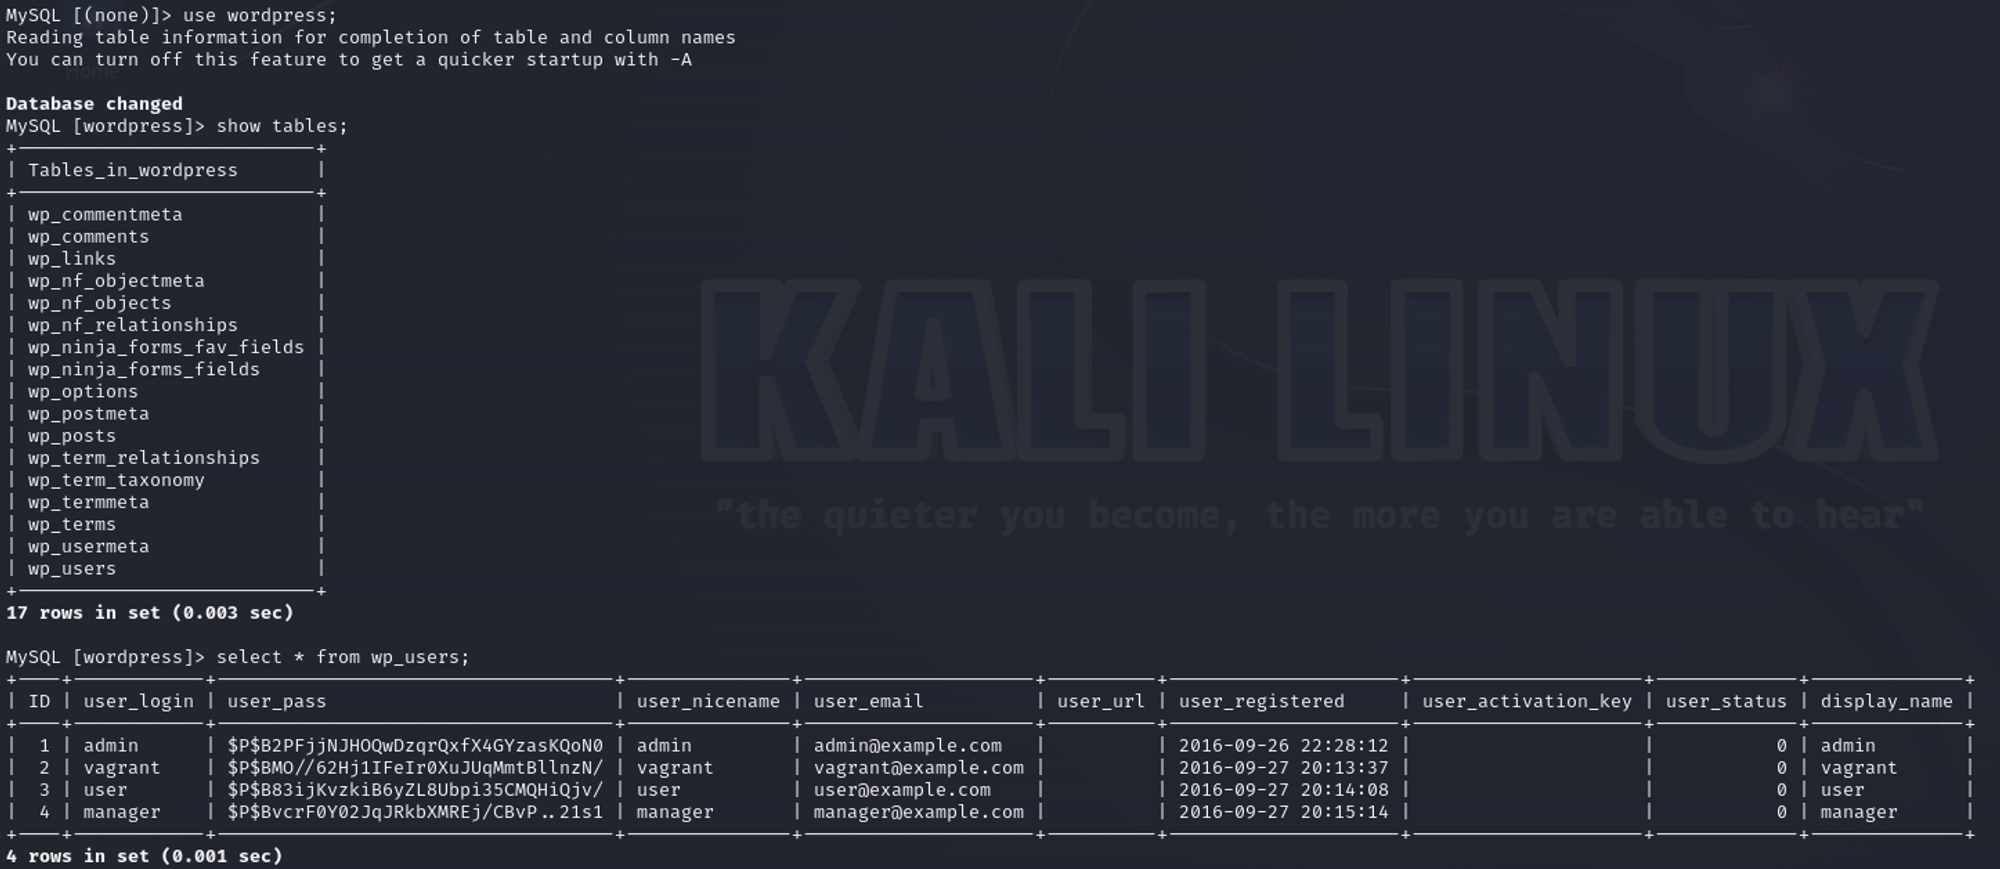 MySQL [(none)]> use wordpress;
Reading table information for completion of table and column names
You can turn off this feature to get a quicker startup with -A
Home
Database changed
MySQL [wordpress]> show tables;
| Tables_in_wordpress |
| wp_commentmeta |
| wp_comments |
| wp_links |
| wp_nf_objectmeta |
| wp_nf_objects |
| wp_nf_relationships |
| wp_ninja_forms_fav_fields |
| wp_ninja_forms_fields |
| wp_options |
| wp_postmeta |
| wp_posts |
| wp_term_relationships |
| wp_term_taxonomy |
| wp_termmeta |
| wp_terms |
| wp_usermeta |
| wp_users |
17 rows in set (0.003 sec)
KALI LINUX
"the quieter you become, the more you are able to hear"
MySQL [wordpress]> select * from wp_users;
| ID | user_login | user_pass | user_nicename | user_email | user_url | user_registered | user_activation_key | user_status | display_name |
| 1 | admin | $P$B2PFjjNJHOQwDzqrQxfX4GYzasKQoN0 | admin | admin@example.com | | 2016-09-26 22:28:12 | | 0 | admin |
| 2 | vagrant | $P$BMO//62Hj1IFeIr0XuJUqMmtBllnzN/ | vagrant | vagrant@example.com | | 2016-09-27 20:13:37 | | 0 | vagrant |
| 3 | user | $P$B83ijKvzkiB6yZL8Ubpi35CMQHiQjv/ | user | user@example.com | | 2016-09-27 20:14:08 | | 0 | user |
| 4 | manager | $P$BvcrF0Y02JqJRkbXMREj/CBvP..21s1 | manager | manager@example.com | | 2016-09-27 20:15:14 | | 0 | manager |
4 rows in set (0.001 sec)